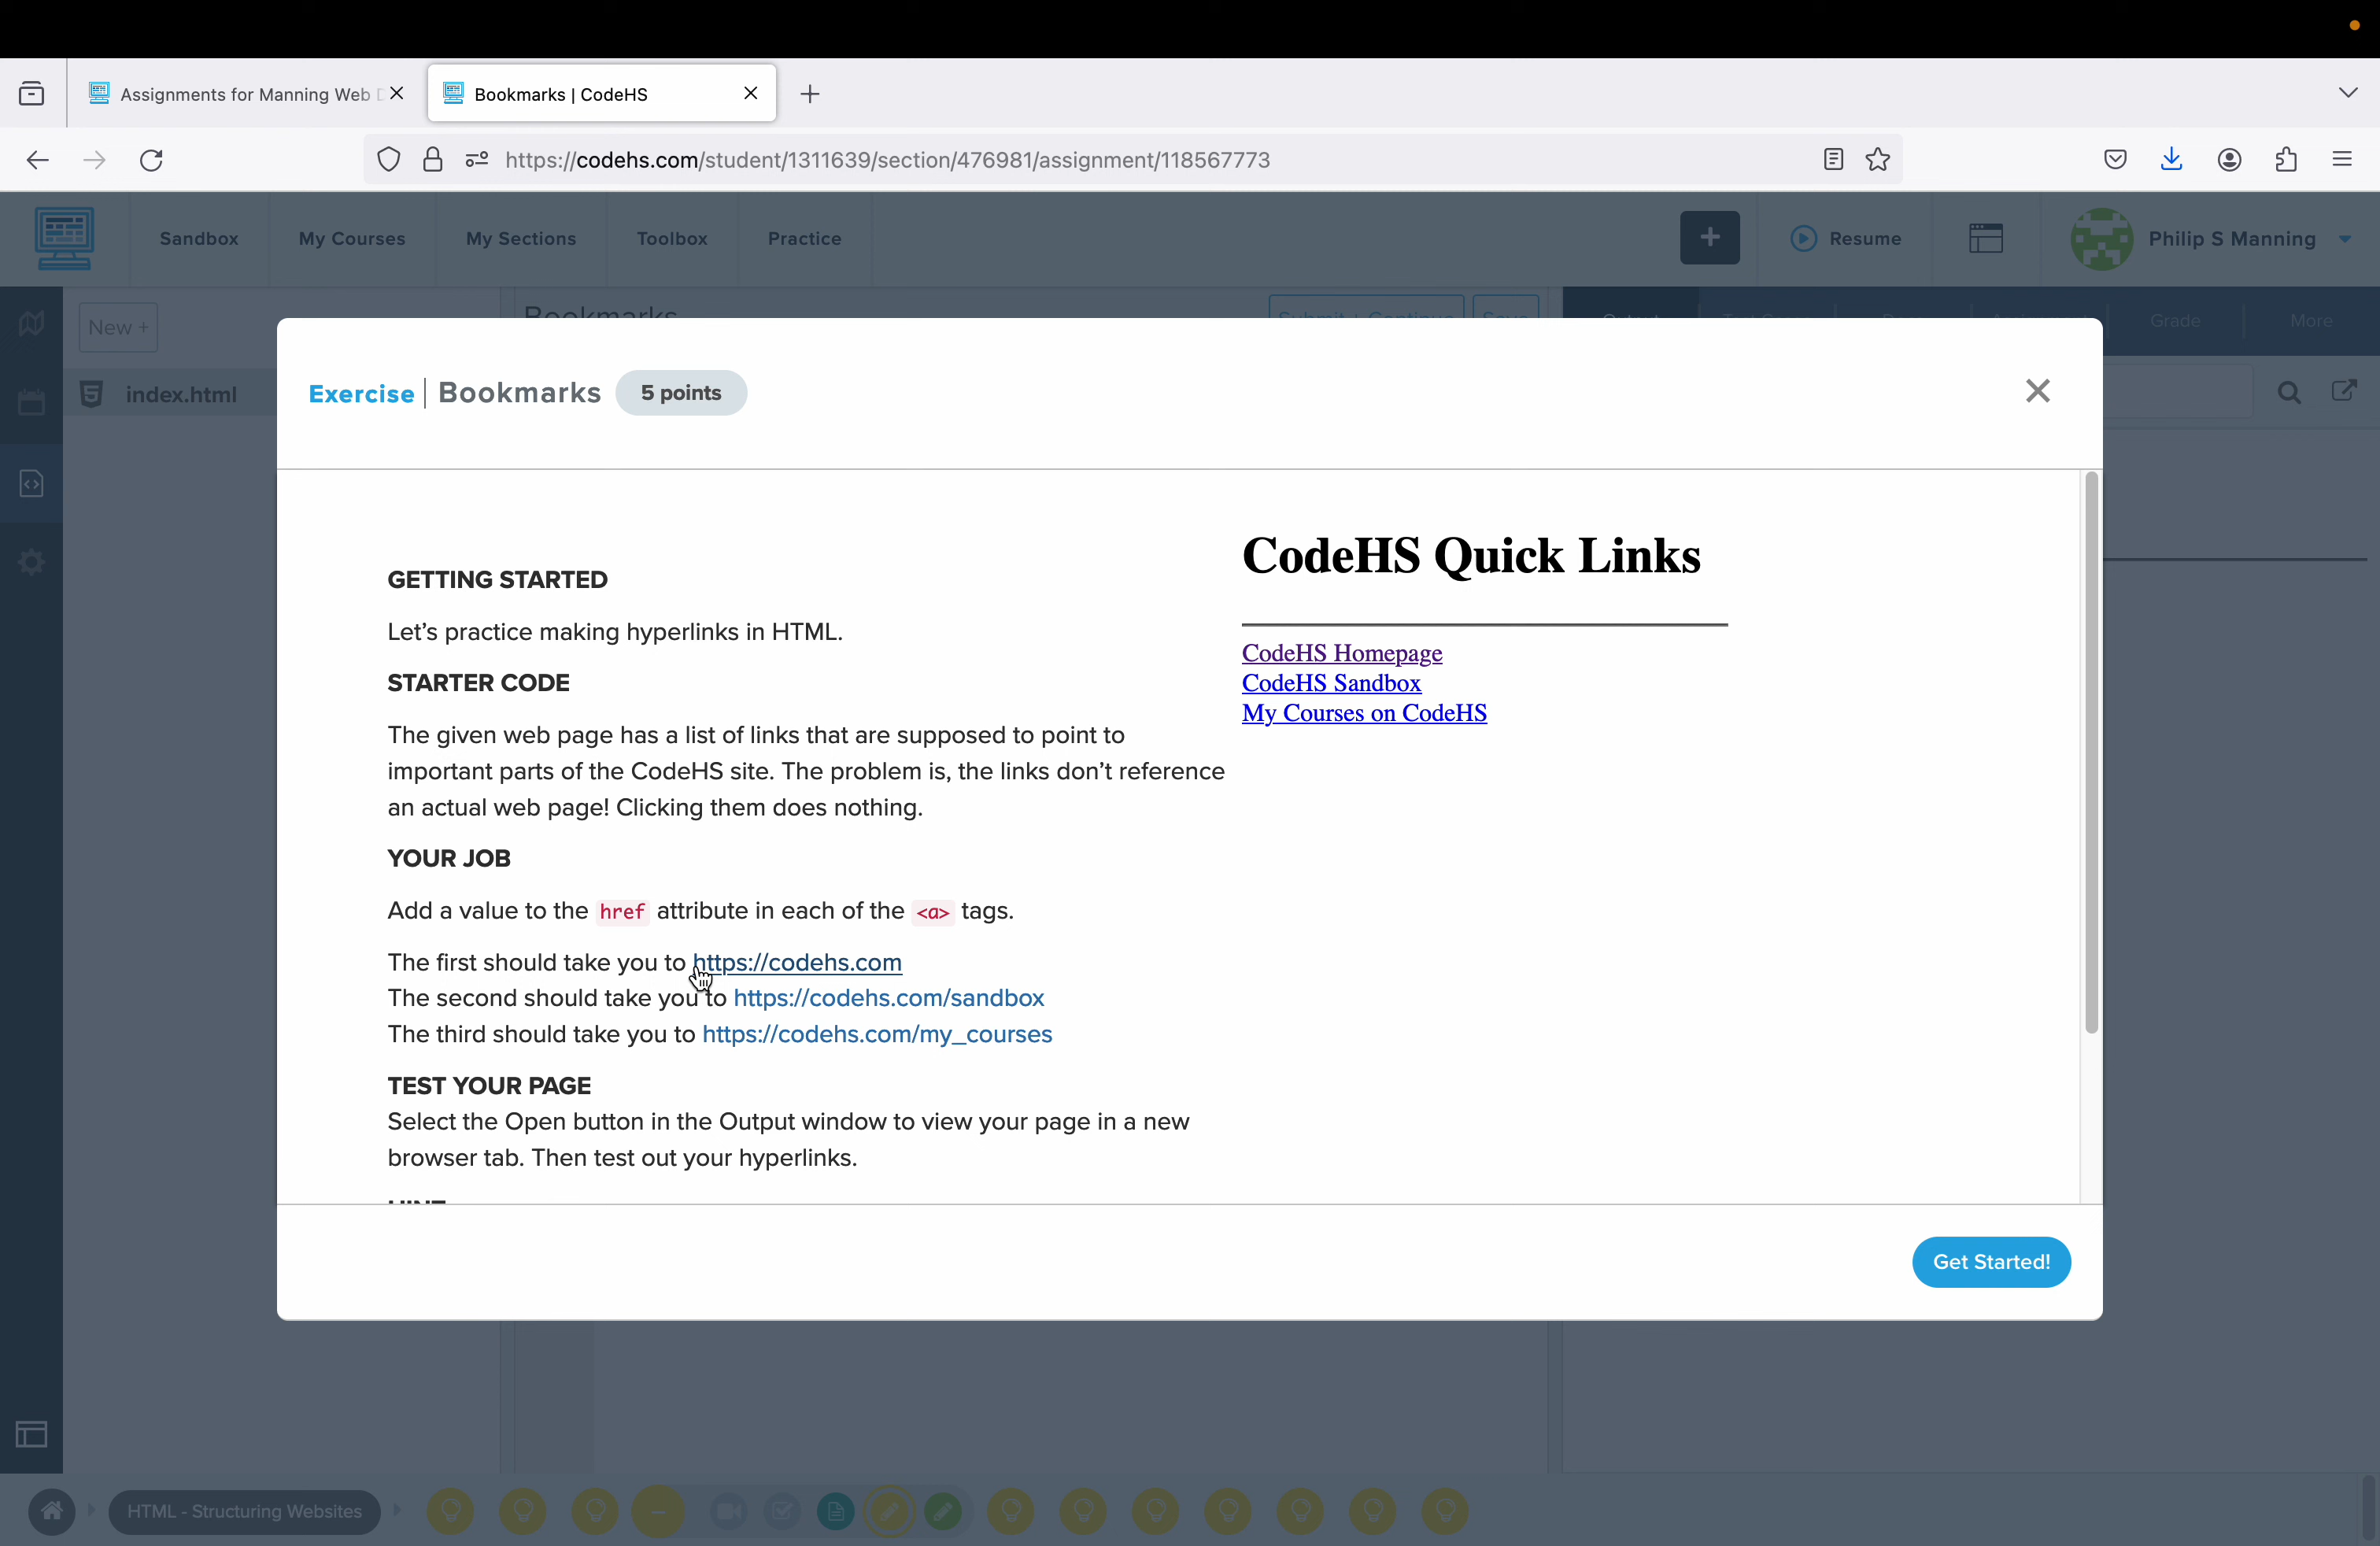 Assignments for Manning Web D
Bookmarks | CodeHS
https://codehs.com/student/1311639/section/476981/assignment/118567773
Sandbox
My Courses
My Sections
Toolbox
Practice
+
Resume
Philip S Manning
New +
Bookmarks
Submit + Continue
Save
Grade
More
index.html
Exercise | Bookmarks
5 points
GETTING STARTED
Let's practice making hyperlinks in HTML.
STARTER CODE
The given web page has a list of links that are supposed to point to
important parts of the CodeHS site. The problem is, the links don't reference
an actual web page! Clicking them does nothing.
YOUR JOB
Add a value to the href attribute in each of the <a> tags.
The first should take you to https://codehs.com
The second should take you to https://codehs.com/sandbox
The third should take you to https://codehs.com/my_courses
TEST YOUR PAGE
Select the Open button in the Output window to view your page in a new
browser tab. Then test out your hyperlinks.
CodeHS Quick Links
CodeHS Homepage
CodeHS Sandbox
My Courses on CodeHS
Get Started!
HTML - Structuring Websites